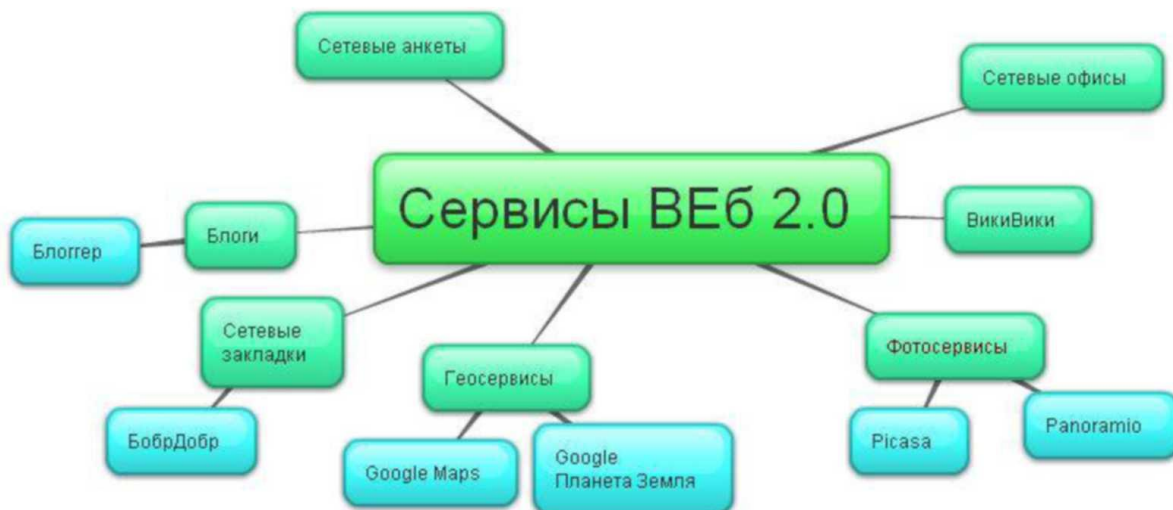 Сетевые анкеты
Сетевые офисы
Сервисы ВЕб 2.0
ВикиВики
Блоги
Блоггер
Сетевые
закладки
Фотосервисы
Геосервисы
БобрДобр
Google Maps
Google
Планета Земля
Picasa
Panoramio